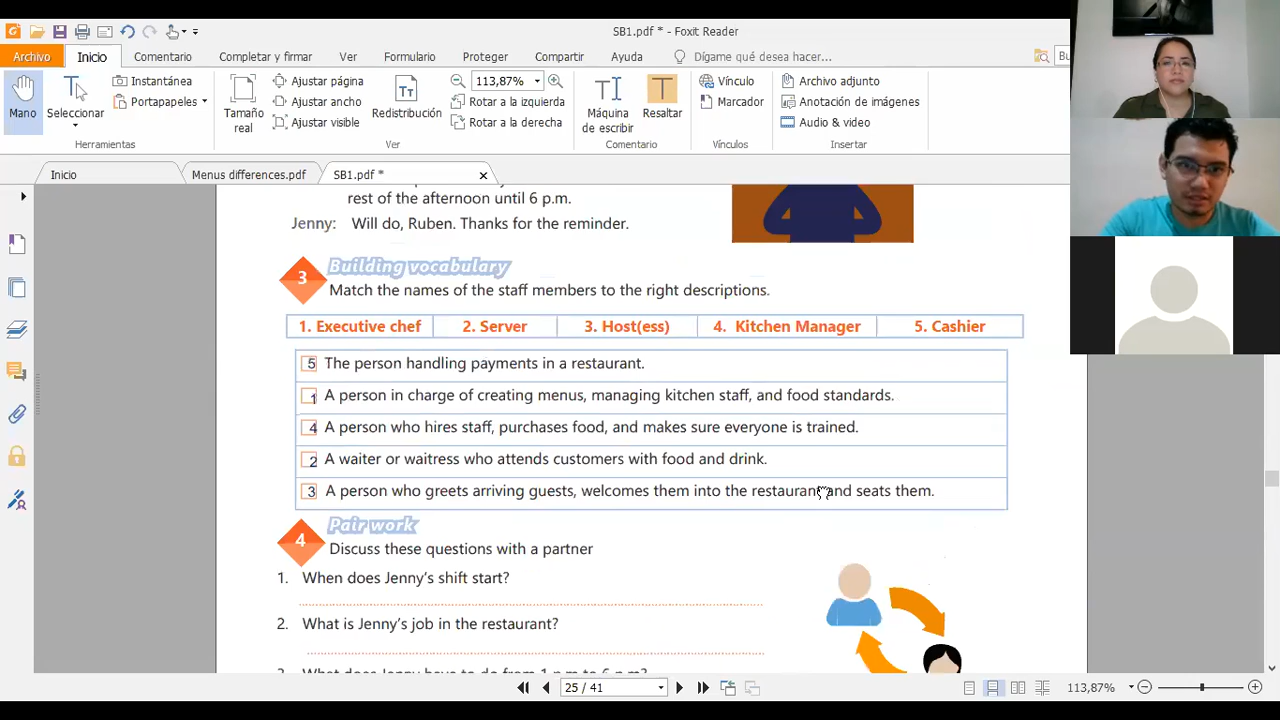 SB1.pdf * - Foxit Reader
Archivo Inicio Comentario Completar y firmar Ver Formulario Proteger Compartir Ayuda Dígame qué desea hacer...
Mano
Seleccionar
Instantánea
Portapapeles
Herramientas
Tamaño real
Ajustar página
Ajustar ancho
Ajustar visible
Redistribución
113,87%
Rotar a la izquierda
Rotar a la derecha
Ver
Máquina de escribir
Resaltar
Comentario
Vínculo
Marcador
Vínculos
Archivo adjunto
Anotación de imágenes
Audio & video
Insertar
Inicio Menus differences.pdf SB1.pdf *
rest of the afternoon until 6 p.m.
Jenny: Will do, Ruben. Thanks for the reminder.
3 Building vocabulary
Match the names of the staff members to the right descriptions.
1. Executive chef 2. Server 3. Host(ess) 4. Kitchen Manager 5. Cashier
5 The person handling payments in a restaurant.
1 A person in charge of creating menus, managing kitchen staff, and food standards.
4 A person who hires staff, purchases food, and makes sure everyone is trained.
2 A waiter or waitress who attends customers with food and drink.
3 A person who greets arriving guests, welcomes them into the restaurant and seats them.
4 Pair work
Discuss these questions with a partner
1. When does Jenny's shift start?
2. What is Jenny's job in the restaurant?
25 / 41
113,87%